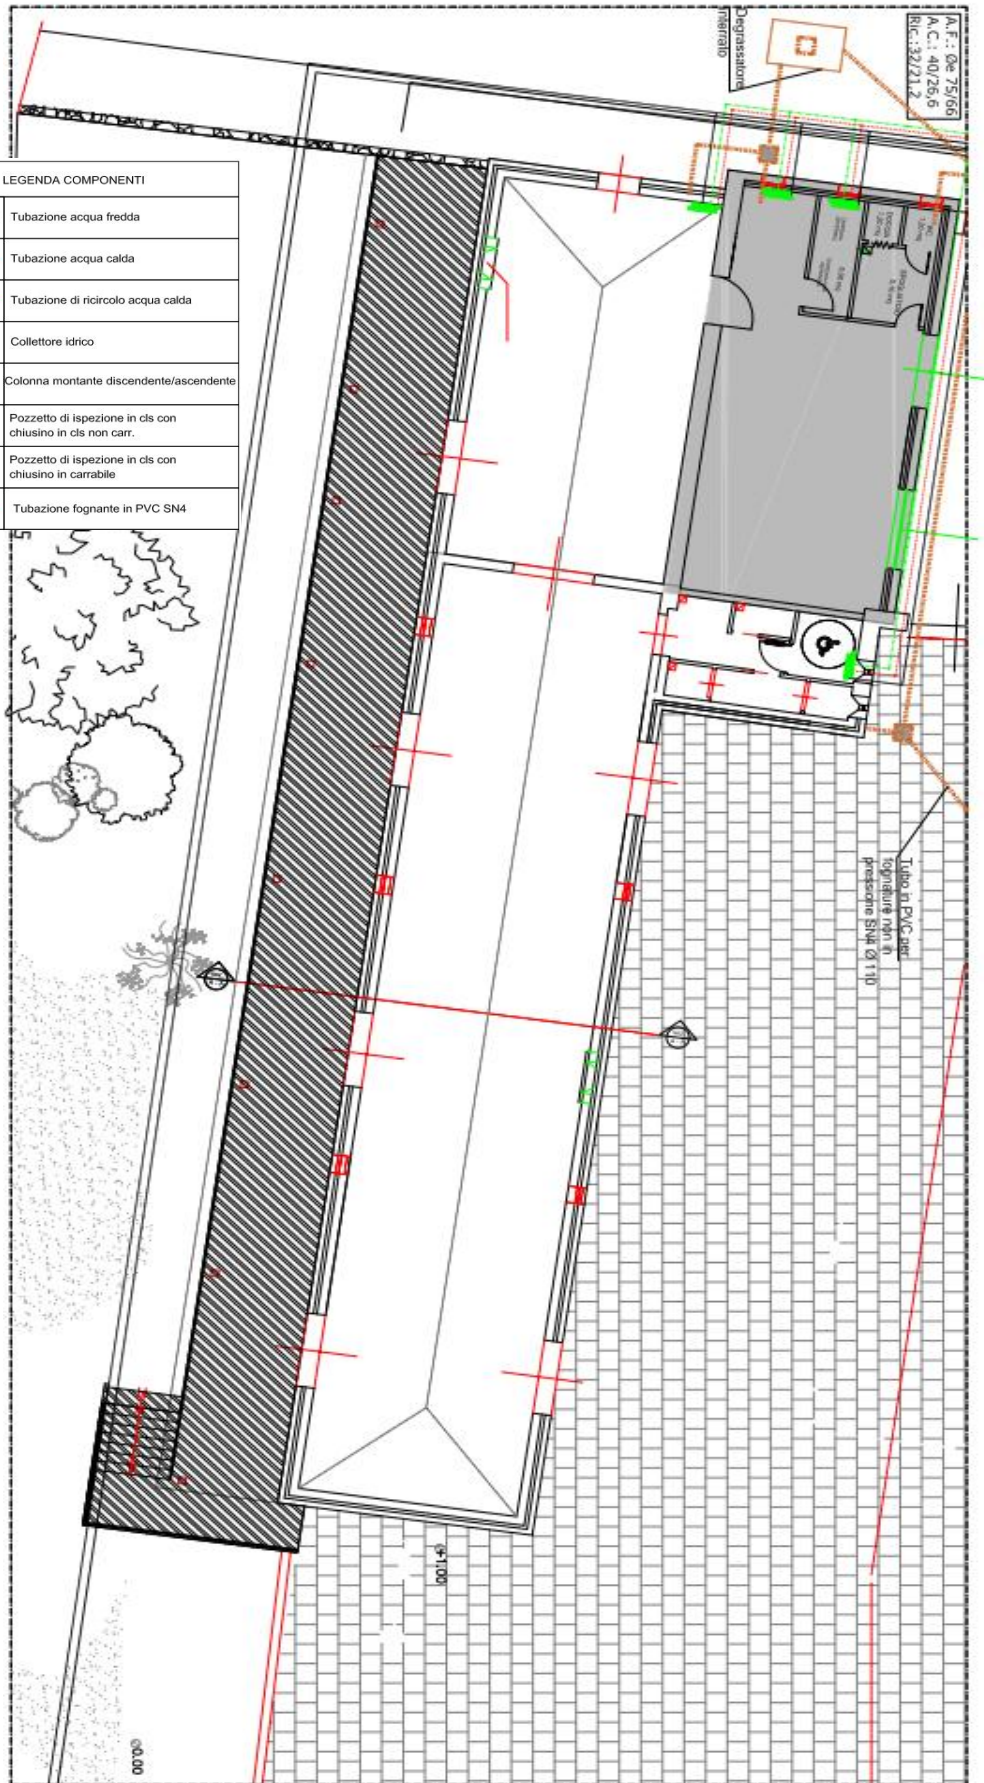 A.F.: Øe 75/66
A.C.: 40/26,6
Ric.:32/21,2
Degrassatore
interrato
LEGENDA COMPONENTI
Tubazione acqua fredda
Tubazione acqua calda
Tubazione di ricircolo acqua calda
Collettore idrico
Colonna montante discendente/ascendente
Pozzetto di ispezione in cls con
chiusino in cls non carr.
Pozzetto di ispezione in cls con
chiusino in carrabile
Tubazione fognante in PVC SN4
Tubo in PVC per
fognature non in
pressione SN4 Ø 110
+1.00
0.00